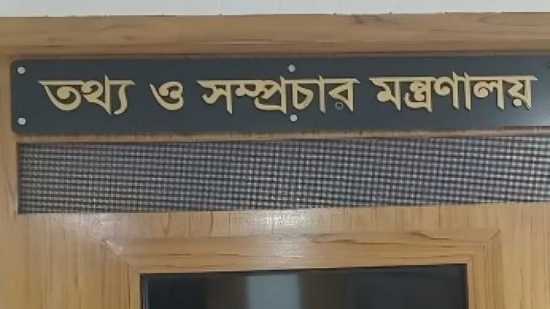 তথ্য ও সম্প্রচার মন্ত্রণালয়